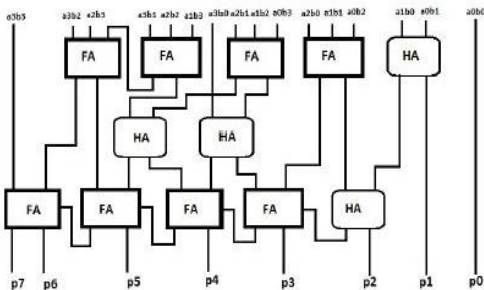 a3b3 a3b2 a2b3 a3b1 a2b2 a1b3 a3b0 a2b1 a1b2 a0b3 a2b0 a1b1 a0b2 a1b0 a0b1 a0b0
FA FA FA FA HA
HA HA
FA FA FA FA HA
p7 p6 p5 p4 p3 p2 p1 p0